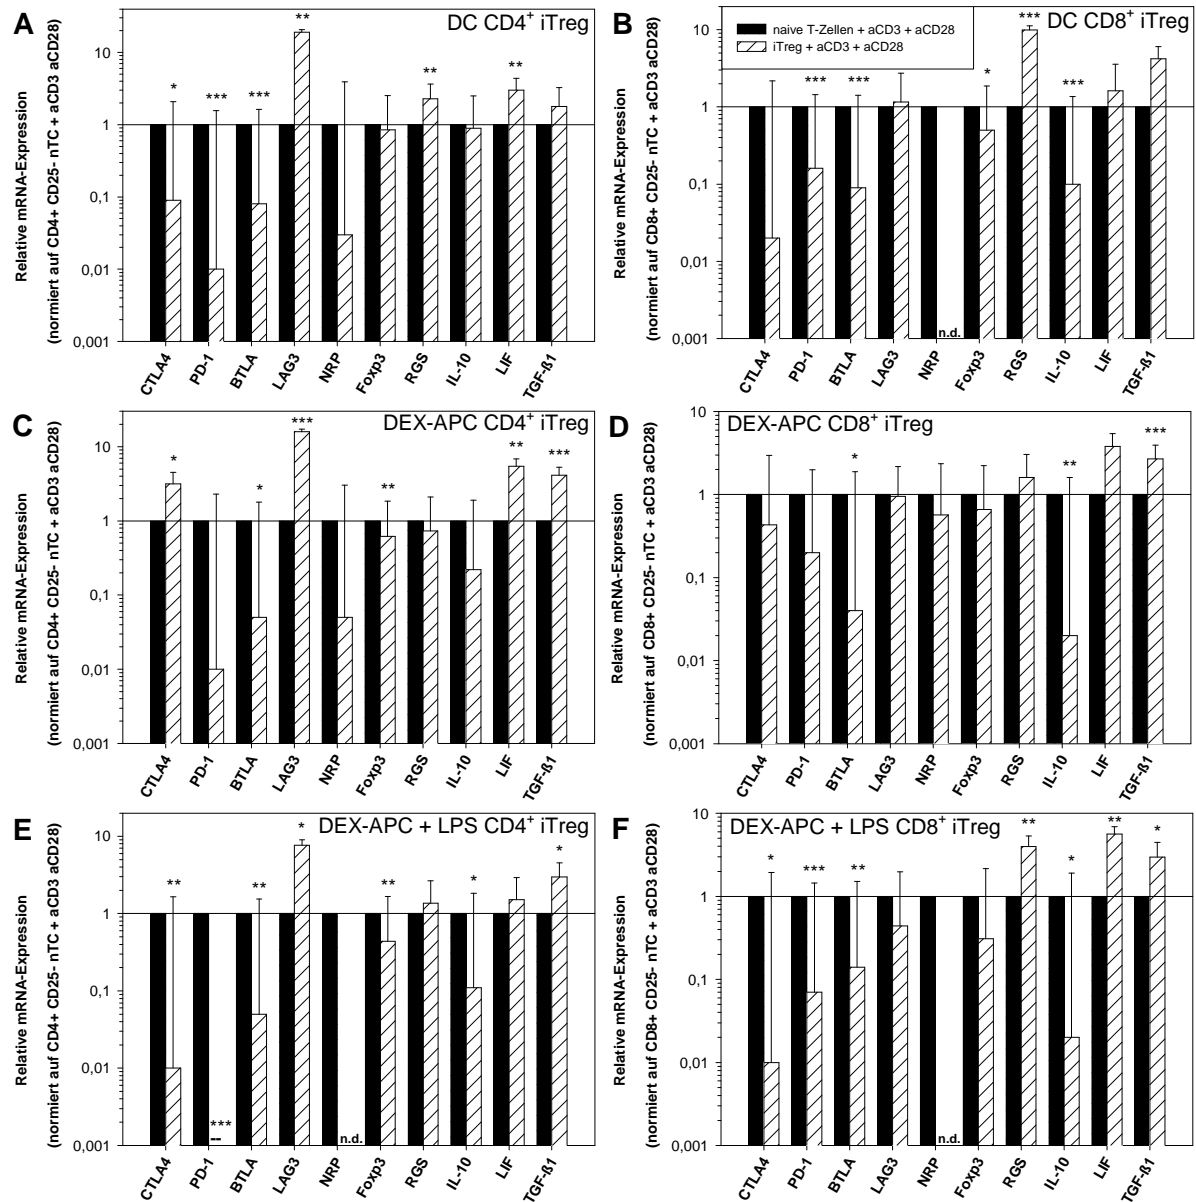 A
DC CD4+ iTreg
Relative mRNA-Expression
(normiert auf CD4+ CD25- nTC + aCD3 aCD28)
10
1
0,1
0,01
0,001
* *** *** ** ** **
CTLA4 PD-1 BTLA LAG3 NRP Foxp3 RGS IL-10 LIF TGF-ß1
B
DC CD8+ iTreg
naive T-Zellen + aCD3 + aCD28
iTreg + aCD3 + aCD28
Relative mRNA-Expression
(normiert auf CD8+ CD25- nTC + aCD3 aCD28)
10
1
0,1
0,01
0,001
*** *** * *** ***
n.d.
CTLA4 PD-1 BTLA LAG3 NRP Foxp3 RGS IL-10 LIF TGF-ß1
C
DEX-APC CD4+ iTreg
Relative mRNA-Expression
(normiert auf CD4+ CD25- nTC + aCD3 aCD28)
10
1
0,1
0,01
0,001
* * *** ** ** ***
CTLA4 PD-1 BTLA LAG3 NRP Foxp3 RGS IL-10 LIF TGF-ß1
D
DEX-APC CD8+ iTreg
Relative mRNA-Expression
(normiert auf CD8+ CD25- nTC + aCD3 aCD28)
10
1
0,1
0,01
0,001
* ** ***
CTLA4 PD-1 BTLA LAG3 NRP Foxp3 RGS IL-10 LIF TGF-ß1
E
DEX-APC + LPS CD4+ iTreg
Relative mRNA-Expression
(normiert auf CD4+ CD25- nTC + aCD3 aCD28)
10
1
0,1
0,01
0,001
** *** ** * ** * *
--
n.d.
CTLA4 PD-1 BTLA LAG3 NRP Foxp3 RGS IL-10 LIF TGF-ß1
F
DEX-APC + LPS CD8+ iTreg
Relative mRNA-Expression
(normiert auf CD8+ CD25- nTC + aCD3 aCD28)
10
1
0,1
0,01
0,001
* *** ** ** * ** *
n.d.
CTLA4 PD-1 BTLA LAG3 NRP Foxp3 RGS IL-10 LIF TGF-ß1